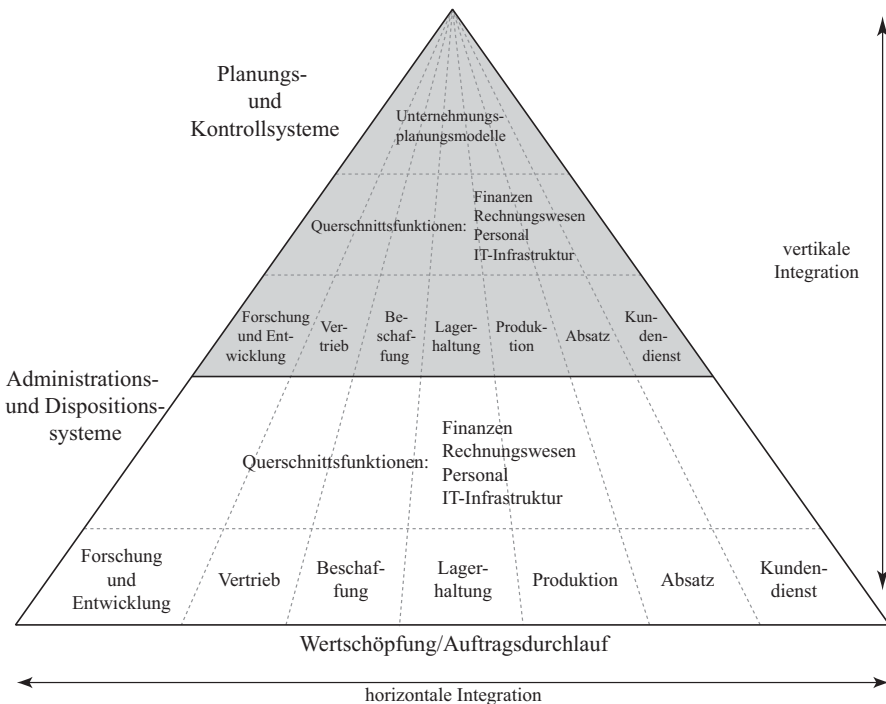 Planungs-
und
Kontrollsysteme
Unternehmungs-
planungsmodelle
Querschnittsfunktionen:
Finanzen
Rechnungswesen
Personal
IT-Infrastruktur
vertikale
Integration
Forschung
und Ent-
wicklung
Ver-
trieb
Be-
schaf-
fung
Lager-
haltung
Produk-
tion
Absatz
Kun-
den-
dienst
Administrations-
und Dispositions-
systeme
Querschnittsfunktionen:
Finanzen
Rechnungswesen
Personal
IT-Infrastruktur
Forschung
und
Entwicklung
Vertrieb
Beschaf-
fung
Lager-
haltung
Produktion
Absatz
Kunden-
dienst
Wertschöpfung/Auftragsdurchlauf
horizontale Integration